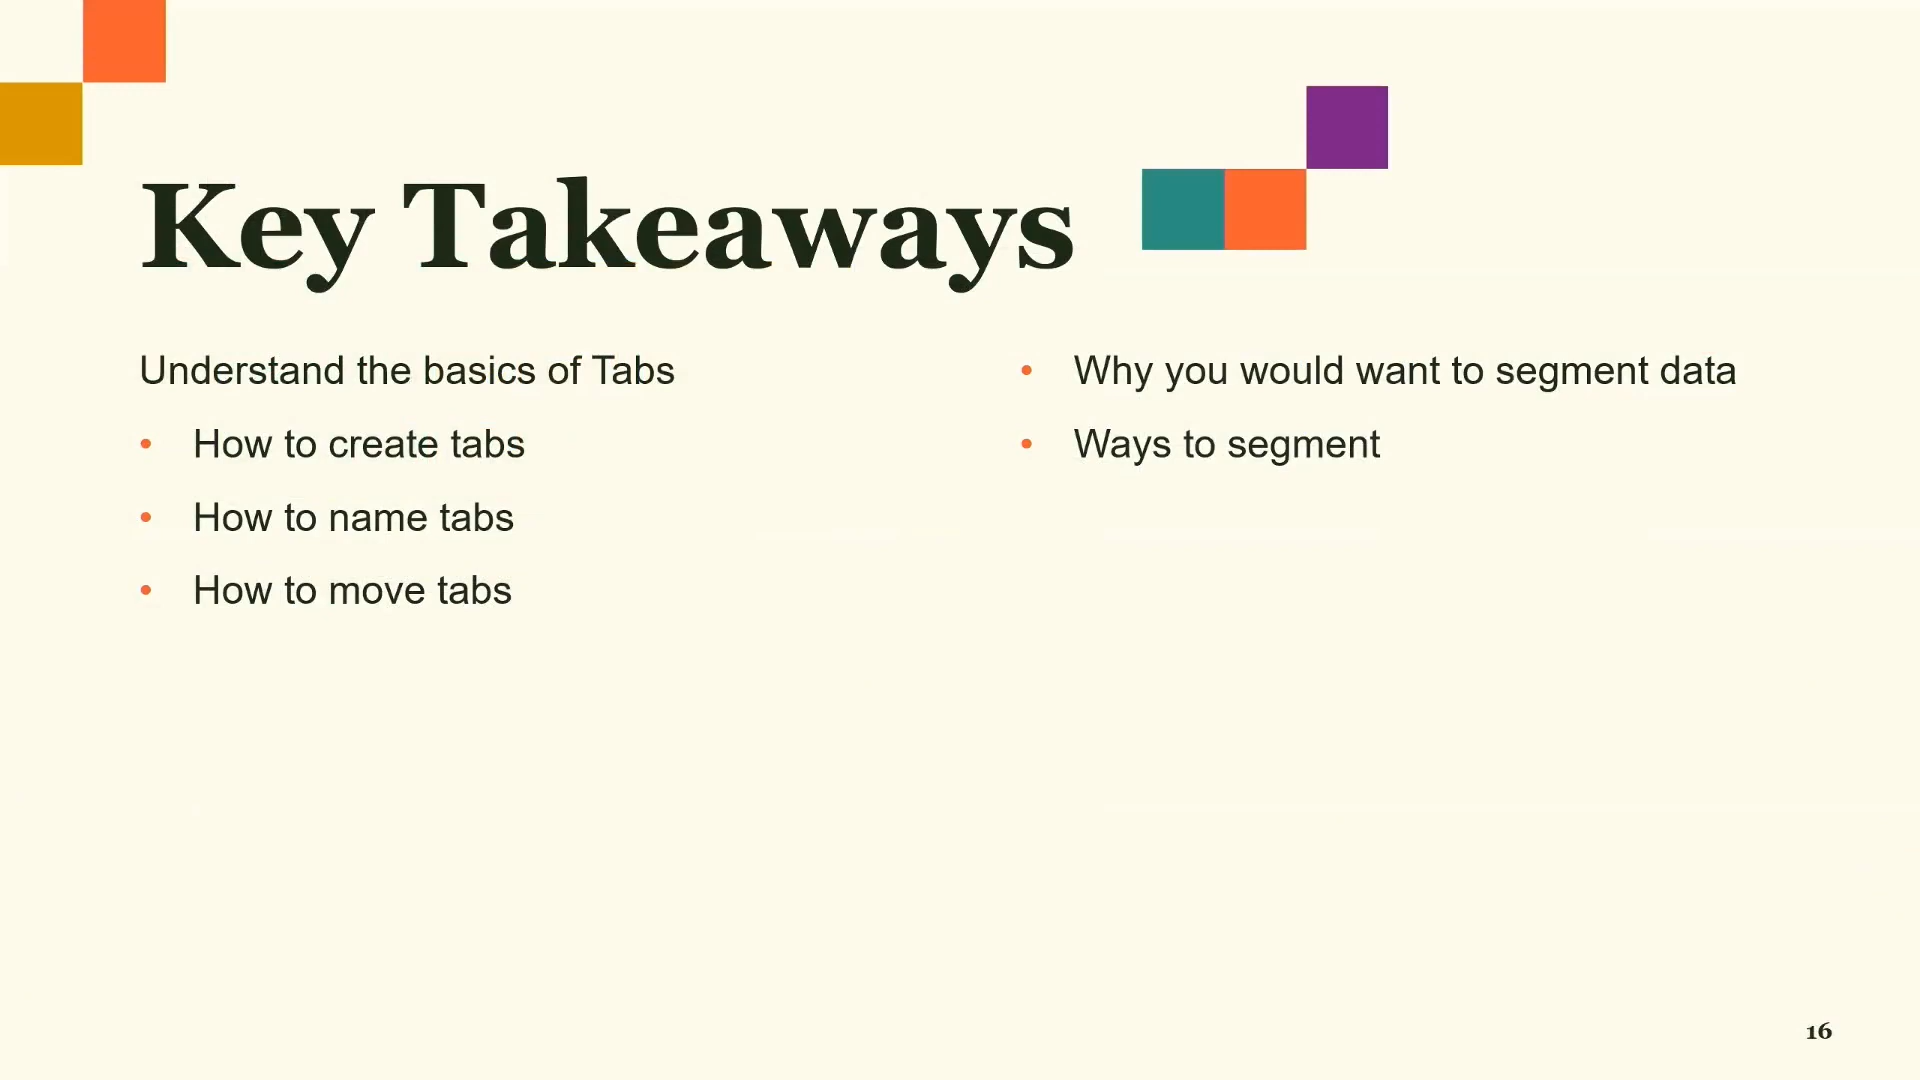 Key Takeaways
Understand the basics of Tabs
• How to create tabs
• How to name tabs
• How to move tabs
• Why you would want to segment data
• Ways to segment
16